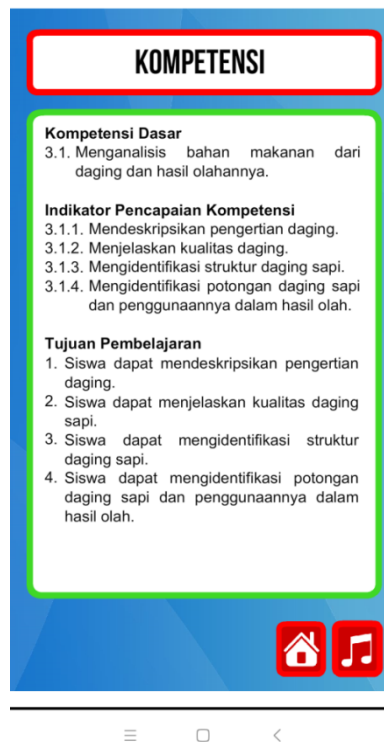 KOMPETENSI
Kompetensi Dasar
3.1. Menganalisis bahan makanan dari
daging dan hasil olahannya.
Indikator Pencapaian Kompetensi
3.1.1. Mendeskripsikan pengertian daging.
3.1.2. Menjelaskan kualitas daging.
3.1.3. Mengidentifikasi struktur daging sapi.
3.1.4. Mengidentifikasi potongan daging sapi
dan penggunaannya dalam hasil olah.
Tujuan Pembelajaran
1. Siswa dapat mendeskripsikan pengertian
daging.
2. Siswa dapat menjelaskan kualitas daging
sapi.
3. Siswa dapat mengidentifikasi struktur
daging sapi.
4. Siswa dapat mengidentifikasi potongan
daging sapi dan penggunaannya dalam
hasil olah.